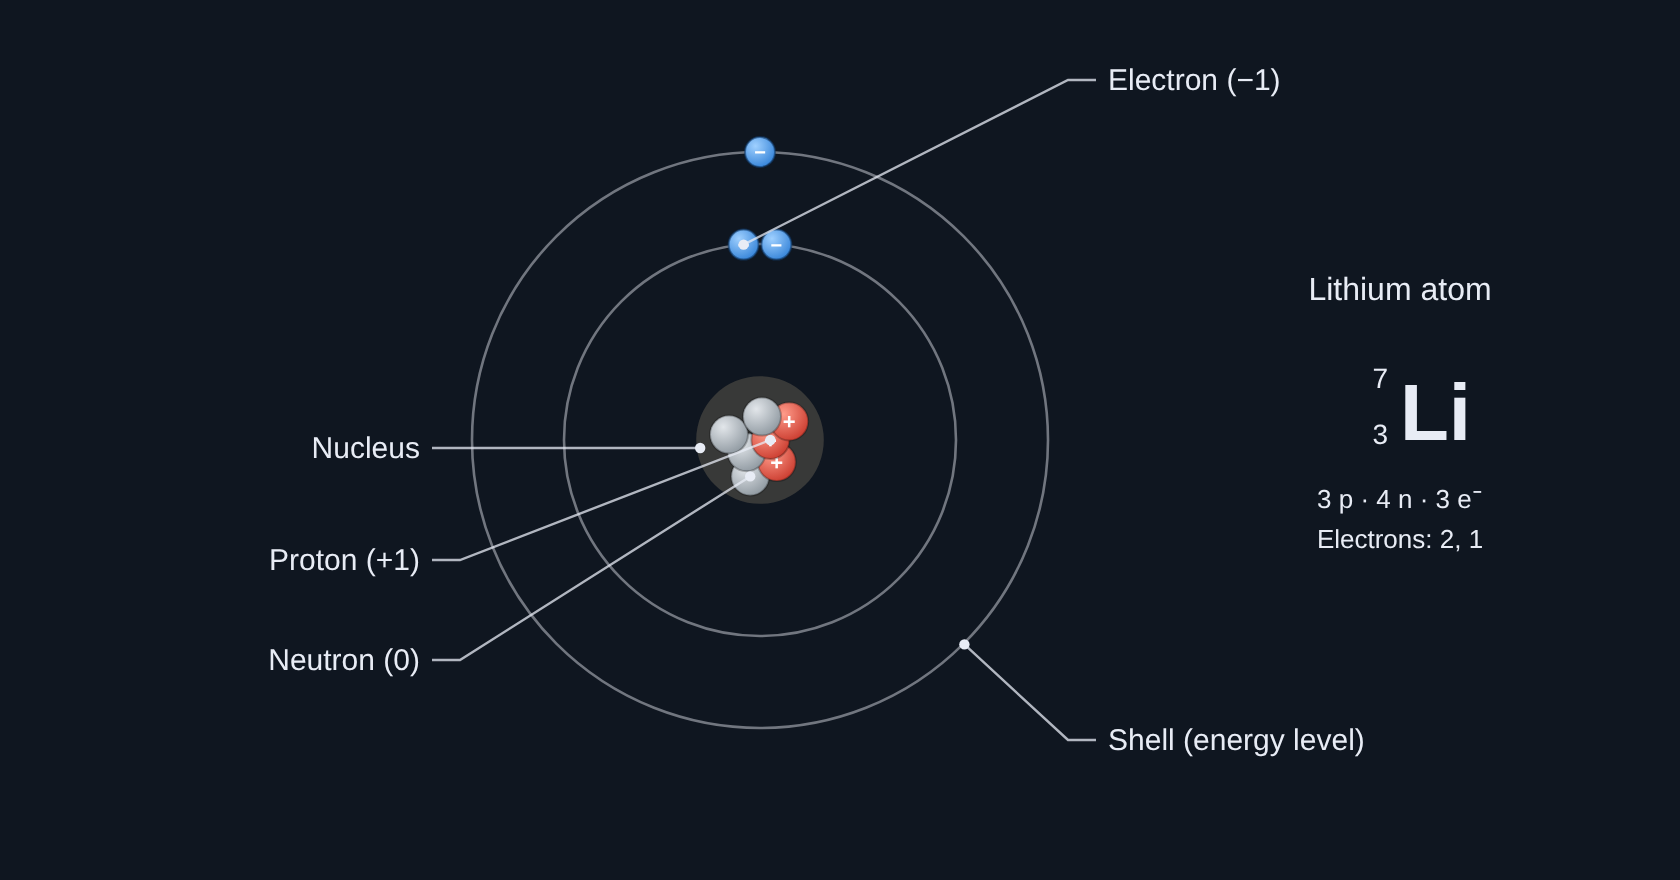 Electron (−1)
−
−
Lithium atom
7
3
Li
+
+
Nucleus
3 p · 4 n · 3 e⁻
Electrons: 2, 1
Proton (+1)
Neutron (0)
Shell (energy level)